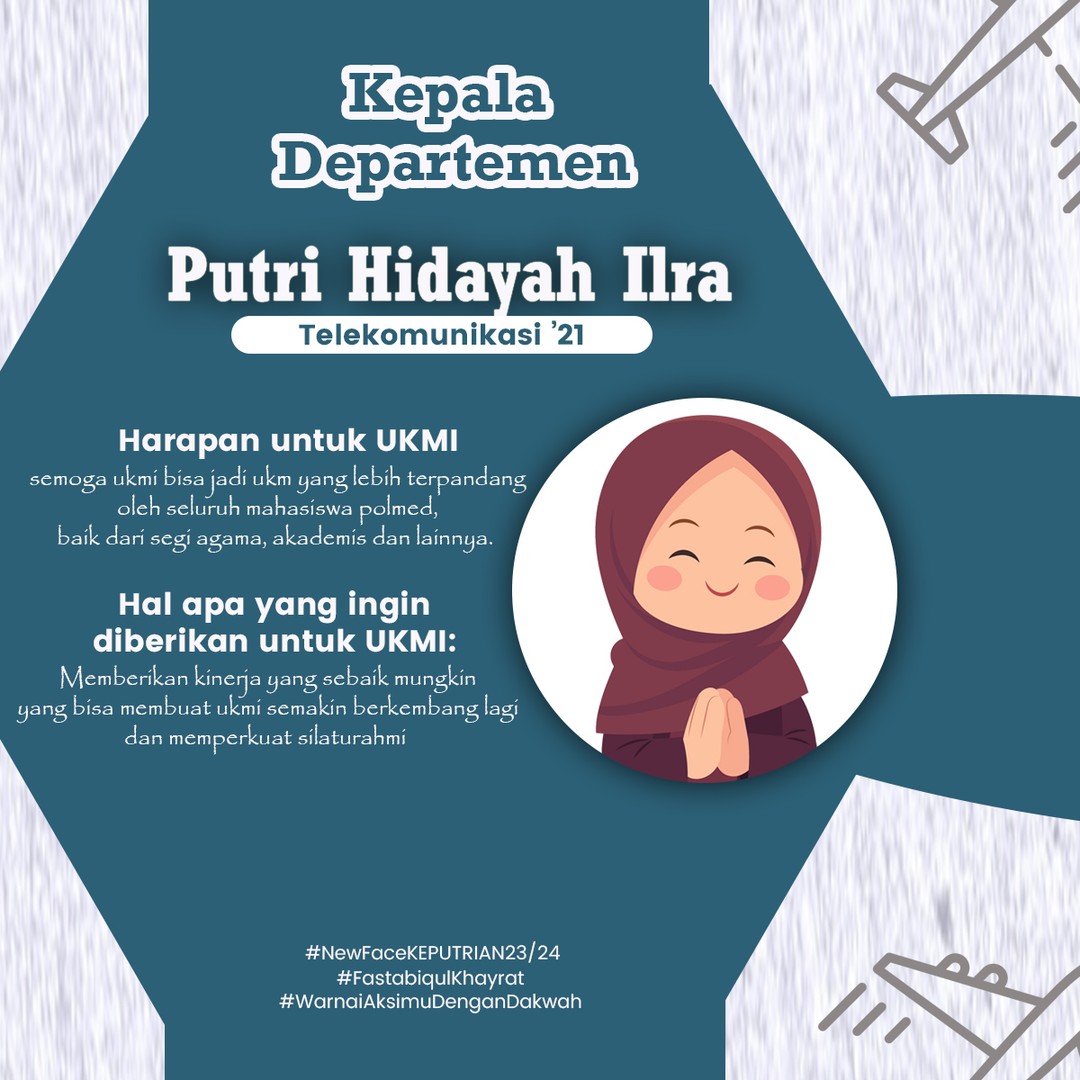 Kepala
Departemen
Putri Hidayah Ilra
Telekomunikasi ’21
Harapan untuk UKMI
semoga ukmi bisa jadi ukm yang lebih terpandang
oleh seluruh mahasiswa polmed,
baik dari segi agama, akademis dan lainnya.
Hal apa yang ingin
diberikan untuk UKMI:
Memberikan kinerja yang sebaik mungkin
yang bisa membuat ukmi semakin berkembang lagi
dan memperkuat silaturahmi
#NewFaceKEPUTRIAN23/24
#FastabiqulKhayrat
#WarnaiAksimuDenganDakwah